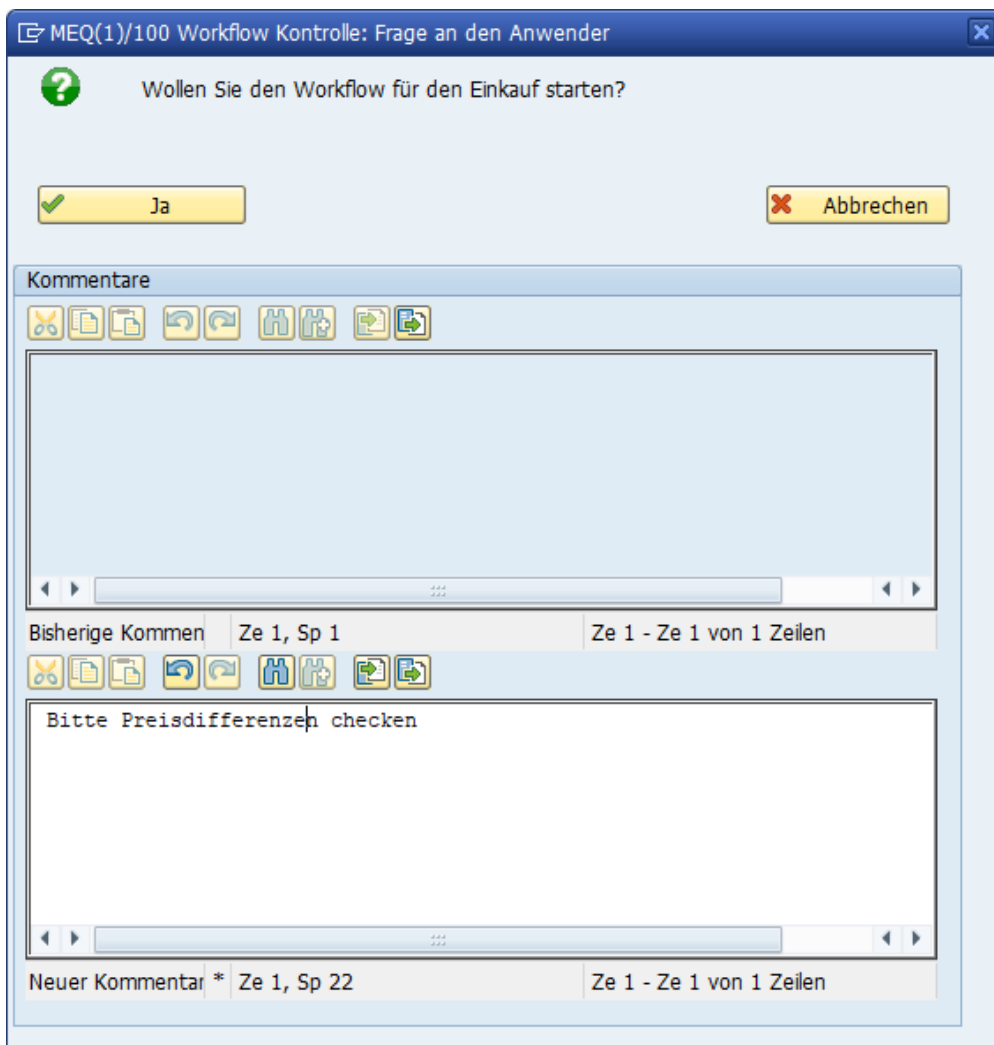 MEQ(1)/100 Workflow Kontrolle: Frage an den Anwender
Wollen Sie den Workflow für den Einkauf starten?
Ja
Abbrechen
Kommentare
Bisherige Kommen Ze 1, Sp 1 Ze 1 - Ze 1 von 1 Zeilen
Bitte Preisdifferenzen checken
Neuer Kommentar * Ze 1, Sp 22 Ze 1 - Ze 1 von 1 Zeilen